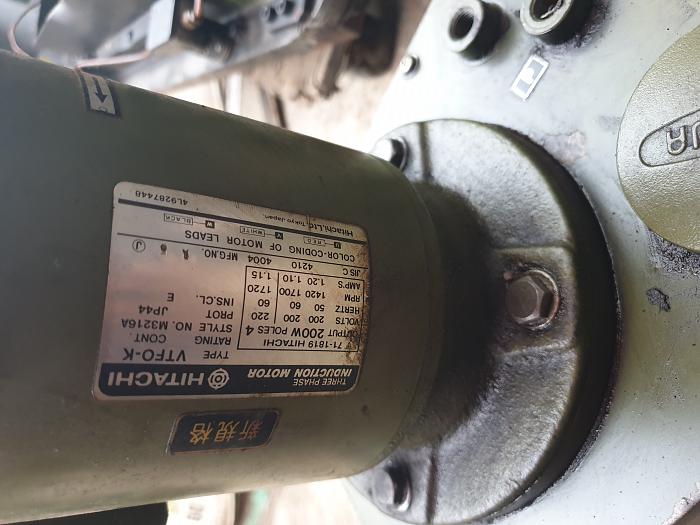 THREE PHASE
INDUCTION MOTOR
HITACHI
TYPE VTFO-K
RATING CONT.
71-1819 HITACHI STYLE NO. M3216A
OUTPUT 200W POLES 4 PROT JP44
VOLTS 200 200 220 INS.CL. E
HERTZ 50 60 60
RPM 1420 1700 1720
AMPS 1.20 1.10 1.15
JIS C 4210 4004 MFG.NO.
COLOR-CODING OF MOTOR LEADS
U RED V WHITE W BLACK
Hitachi, Ltd. Tokyo Japan.
4L9287448
新規格